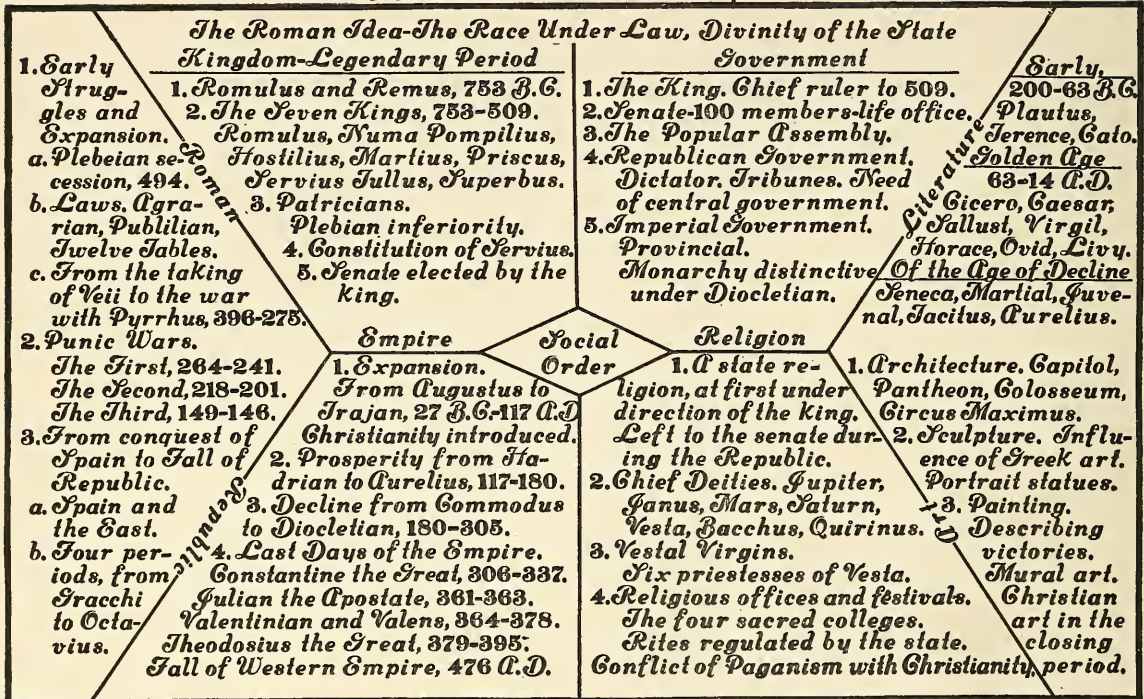 The Roman Idea-The Race Under Law, Divinity of the State
1. Early
Strug-
gles and
Expansion.
a. Plebeian se-
cession, 494.
b. Laws. Agra-
rian, Publilian,
Twelve Tables.
c. From the taking
of Veii to the war
with Pyrrhus, 396-275.
2. Punic Wars.
The First, 264-241.
The Second, 218-201.
The Third, 149-146.
3. From conquest of
Spain to Fall of
Republic.
a. Spain and
the East.
b. Four per-
iods, from
Gracchi
to Octa-
vius.
Roman
Republic
Kingdom-Legendary Period
1. Romulus and Remus, 753 B.C.
2. The Seven Kings, 753-509.
Romulus, Numa Pompilius,
Hostilius, Martius, Priscus,
Servius Tullus, Superbus.
3. Patricians.
Plebian inferiority.
4. Constitution of Servius.
5. Senate elected by the
King.
Government
1. The King. Chief ruler to 509.
2. Senate-100 members-life office.
3. The Popular Assembly.
4. Republican Government.
Dictator. Tribunes. Need
of central government.
5. Imperial Government.
Provincial.
Monarchy distinctive
under Diocletian.
Literature
Early,
200-63 B.C.
Plautus,
Terence, Cato.
Golden Age
63-14 A.D.
Cicero, Caesar,
Sallust, Virgil,
Horace, Ovid, Livy.
Of the Age of Decline
Seneca, Martial, Juve-
nal, Tacitus, Aurelius.
Social
Order
Empire
1. Expansion.
From Augustus to
Trajan, 27 B.C.-117 A.D
Christianity introduced.
2. Prosperity from Ha-
drian to Aurelius, 117-180.
3. Decline from Commodus
to Diocletian, 180-305.
4. Last Days of the Empire.
Constantine the Great, 306-337.
Julian the Apostate, 361-363.
Valentinian and Valens, 364-378.
Theodosius the Great, 379-395.
Fall of Western Empire, 476 A.D.
Religion
1. A state re-
ligion, at first under
direction of the King.
Left to the senate dur-
ing the Republic.
2. Chief Deities. Jupiter,
Janus, Mars, Saturn,
Vesta, Bacchus, Quirinus.
3. Vestal Virgins.
Six priestesses of Vesta.
4. Religious offices and festivals.
The four sacred colleges.
Rites regulated by the state.
Conflict of Paganism with Christianity.
Art
1. Architecture. Capitol,
Pantheon, Colosseum,
Circus Maximus.
2. Sculpture. Influ-
ence of Greek art.
Portrait statues.
3. Painting.
Describing
victories.
Mural art.
Christian
art in the
closing
period.